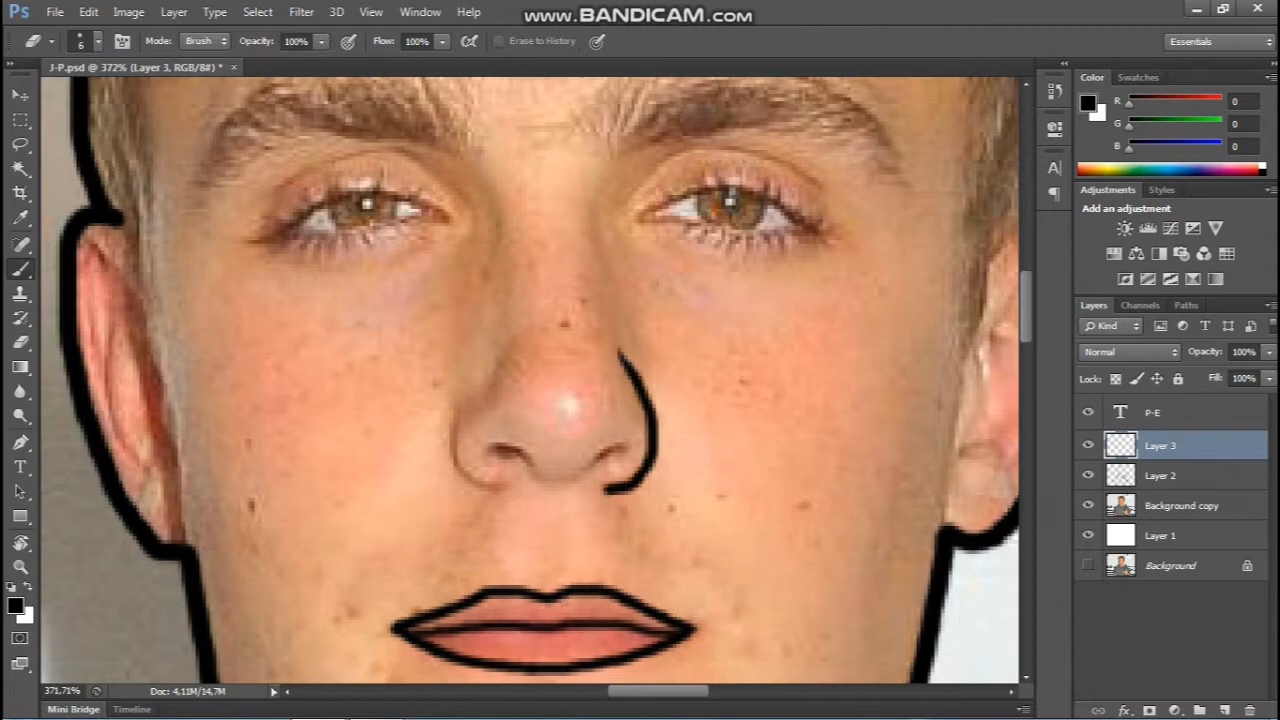 Ps File Edit Image Layer Type Select Filter 3D View Window Help
www.BANDICAM.com
6 Mode: Brush Opacity: 100% Flow: 100% Erase to History Essentials
J-P.psd @ 372% (Layer 3, RGB/8#) *
Color Swatches
R 0
G 0
B 0
Adjustments Styles
Add an adjustment
Layers Channels Paths
Kind
Normal Opacity: 100%
Lock: Fill: 100%
T P-E
Layer 3
Layer 2
Background copy
Layer 1
Background
371,71% Doc: 4,11M/14,7M
Mini Bridge Timeline